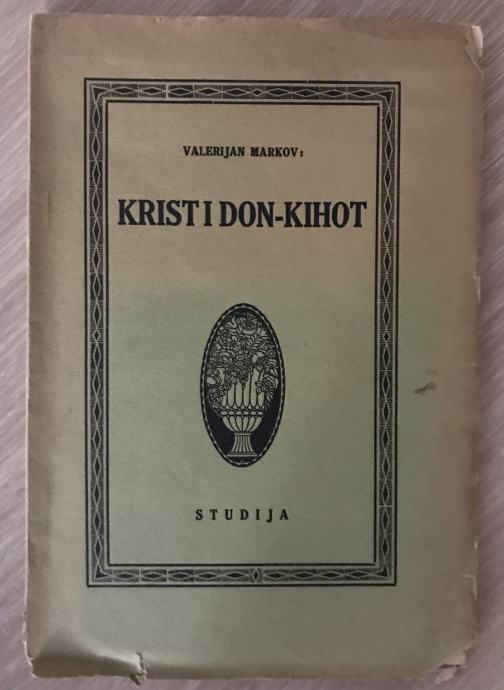 VALERIJAN MARKOV:
KRIST I DON-KIHOT
STUDIJA